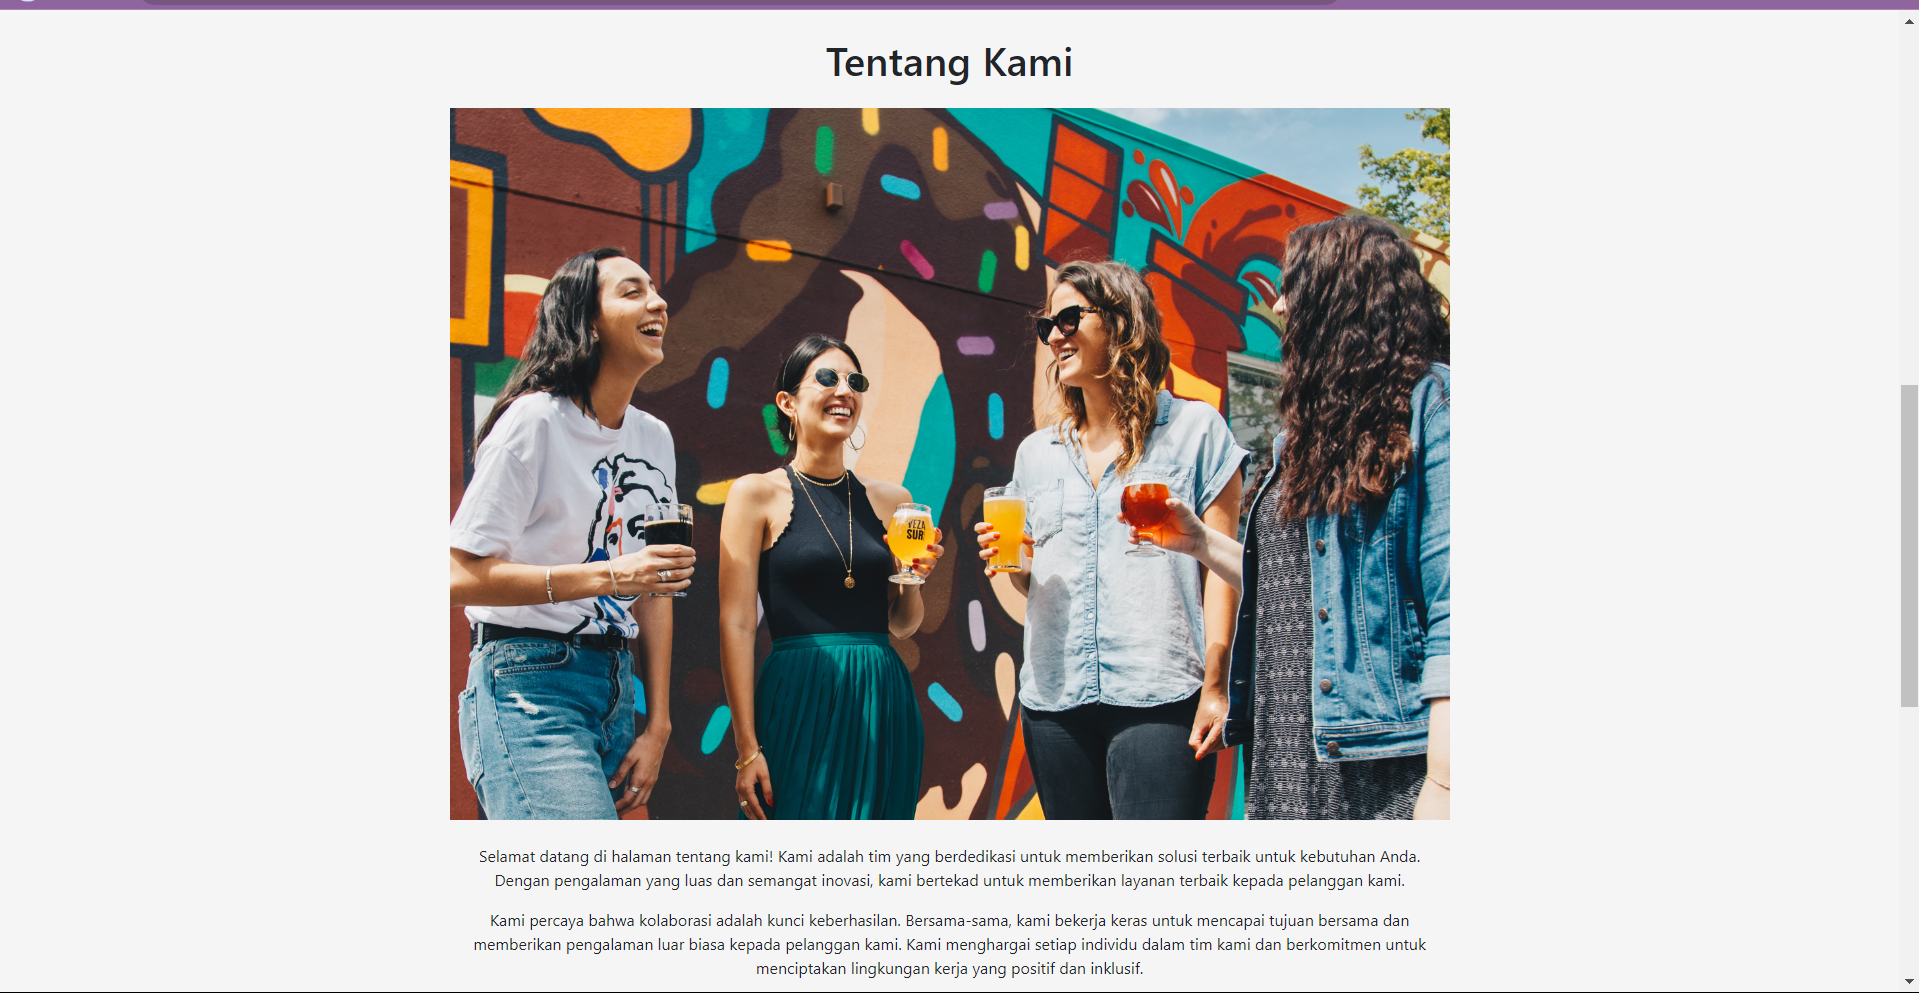 Tentang Kami
VEZA
SUR
Selamat datang di halaman tentang kami! Kami adalah tim yang berdedikasi untuk memberikan solusi terbaik untuk kebutuhan Anda.
Dengan pengalaman yang luas dan semangat inovasi, kami bertekad untuk memberikan layanan terbaik kepada pelanggan kami.
Kami percaya bahwa kolaborasi adalah kunci keberhasilan. Bersama-sama, kami bekerja keras untuk mencapai tujuan bersama dan
memberikan pengalaman luar biasa kepada pelanggan kami. Kami menghargai setiap individu dalam tim kami dan berkomitmen untuk
menciptakan lingkungan kerja yang positif dan inklusif.